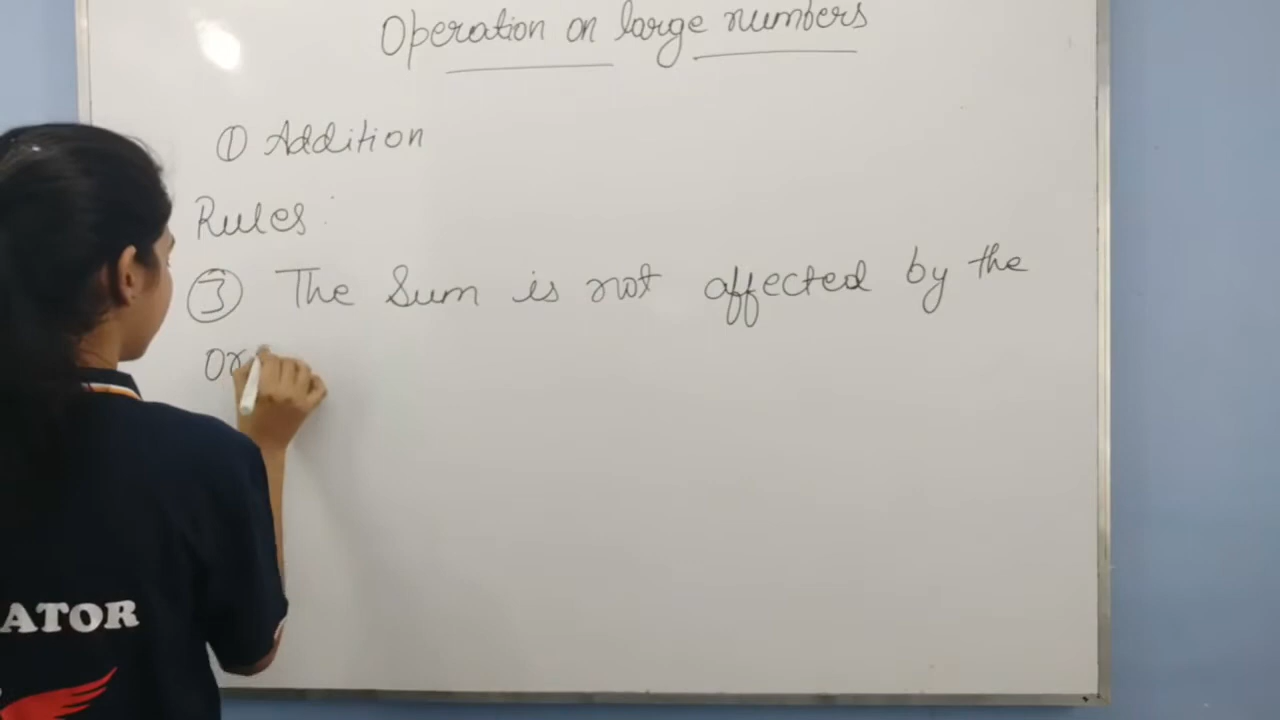 Operation on large numbers
① Addition
Rules :
③ The Sum is not affected by the
or
ATOR